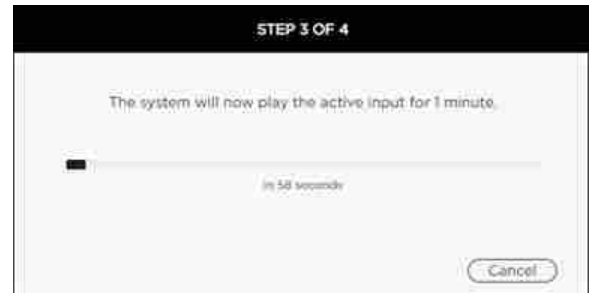 STEP 3 OF 4
The system will now play the active input for 1 minute.
in 58 seconds
Cancel